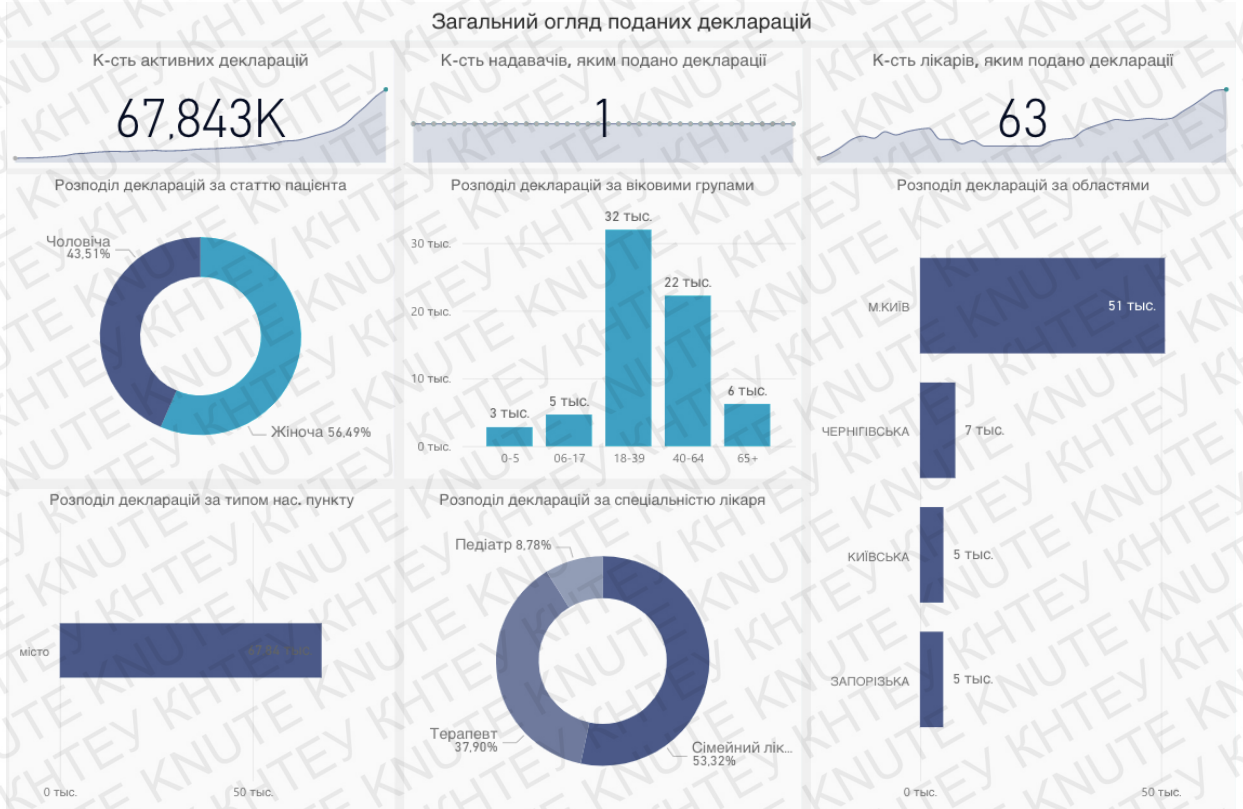 Загальний огляд поданих декларацій
К-сть активних декларацій
67,843K
К-сть надавачів, яким подано декларації
1
К-сть лікарів, яким подано декларації
63
Розподіл декларацій за статтю пацієнта
Чоловіча
43,51%
Жіноча 56,49%
Розподіл декларацій за віковими групами
30 тыс.
20 тыс.
10 тыс.
0 тыс.
3 тыс.
5 тыс.
32 тыс.
22 тыс.
6 тыс.
0-5
06-17
18-39
40-64
65+
Розподіл декларацій за областями
М.КИЇВ
51 тыс.
ЧЕРНІГІВСЬКА
7 тыс.
КИЇВСЬКА
5 тыс.
ЗАПОРІЗЬКА
5 тыс.
0 тыс.
50 тыс.
Розподіл декларацій за типом нас. пункту
місто
67,84 тыс.
0 тыс.
50 тыс.
Розподіл декларацій за спеціальністю лікаря
Педіатр 8,78%
Терапевт
37,90%
Сімейний лік...
53,32%
KNUTE КНТЕУ